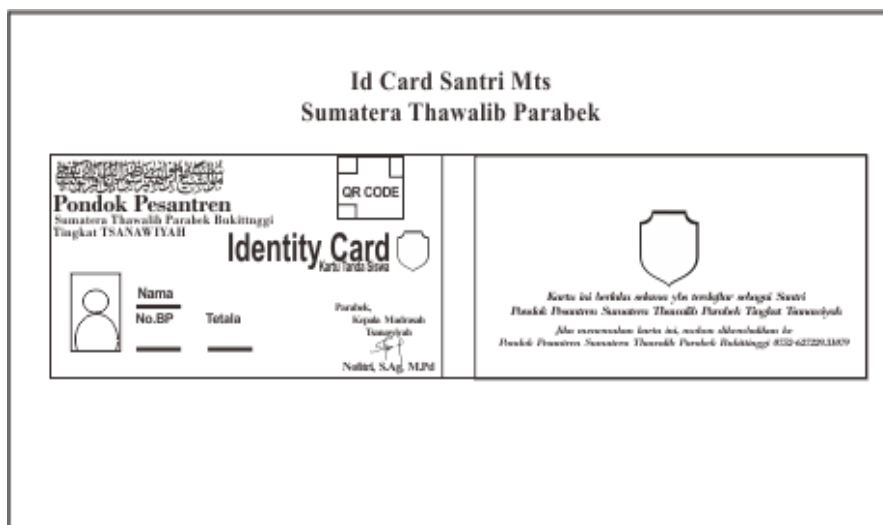 Id Card Santri Mts
Sumatera Thawalib Parabek
Pondok Pesantren
Sumatera Thawalib Parabek Bukittnggi
Tingkat TSANAWIYAH
QR CODE
Identity Card
Kartu Tanda Siswa
Nama
No.BP Tetala
Parabek,
Kepala Madrasah
Tsanawiyah
S.Ag, M.Pd
Kartu ini berlaku selama ybs terdaftar sebagai Santri
Pondok Pesantren Sumatera Thawalib Parabek Tingkat Tsanawiyah
Jika menemukan kartu ini, mohon dikembalikan ke
Pondok Pesantren Sumatera Thawalib Parabek Bukittinggi